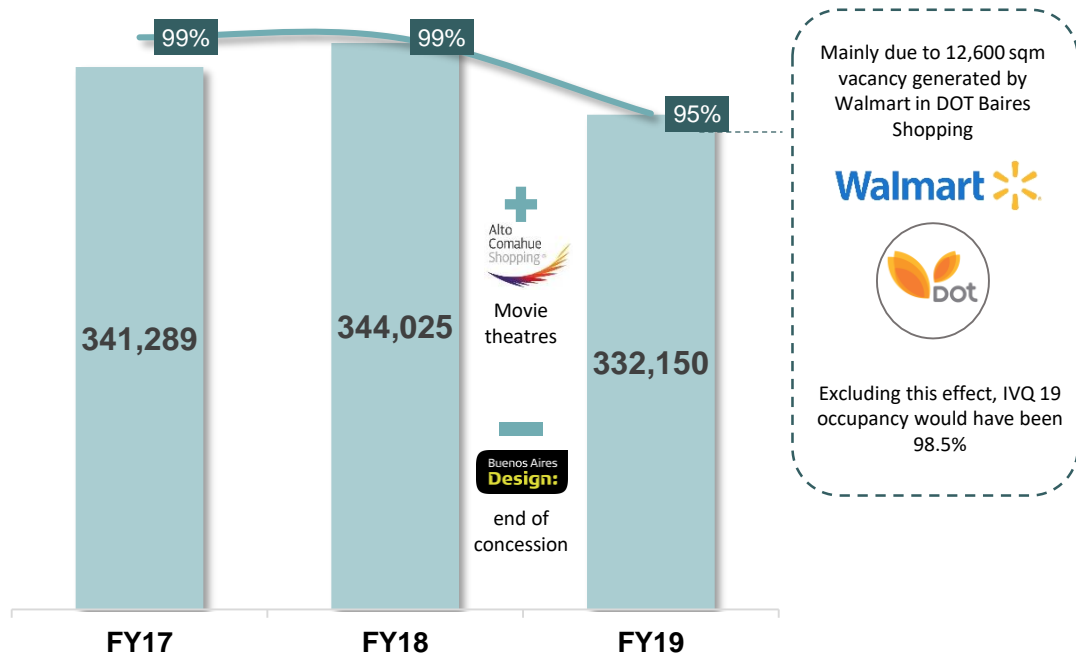 99%
99%
95%
341,289
344,025
332,150
Alto
Comahue
Shopping®
Movie
theatres
Buenos Aires
Design:
end of
concession
FY17
FY18
FY19
Mainly due to 12,600 sqm
vacancy generated by
Walmart in DOT Baires
Shopping
Walmart
DOT
Excluding this effect, IVQ 19
occupancy would have been
98.5%